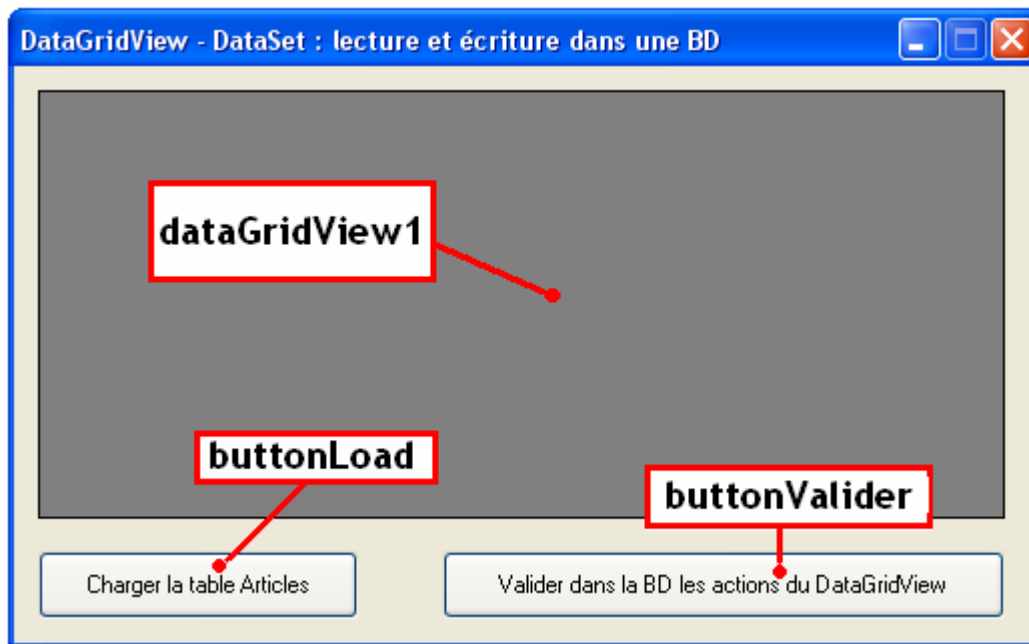 DataGridView - DataSet : lecture et écriture dans une BD
dataGridView1
buttonLoad
buttonValider
Charger la table Articles
Valider dans la BD les actions du DataGridView